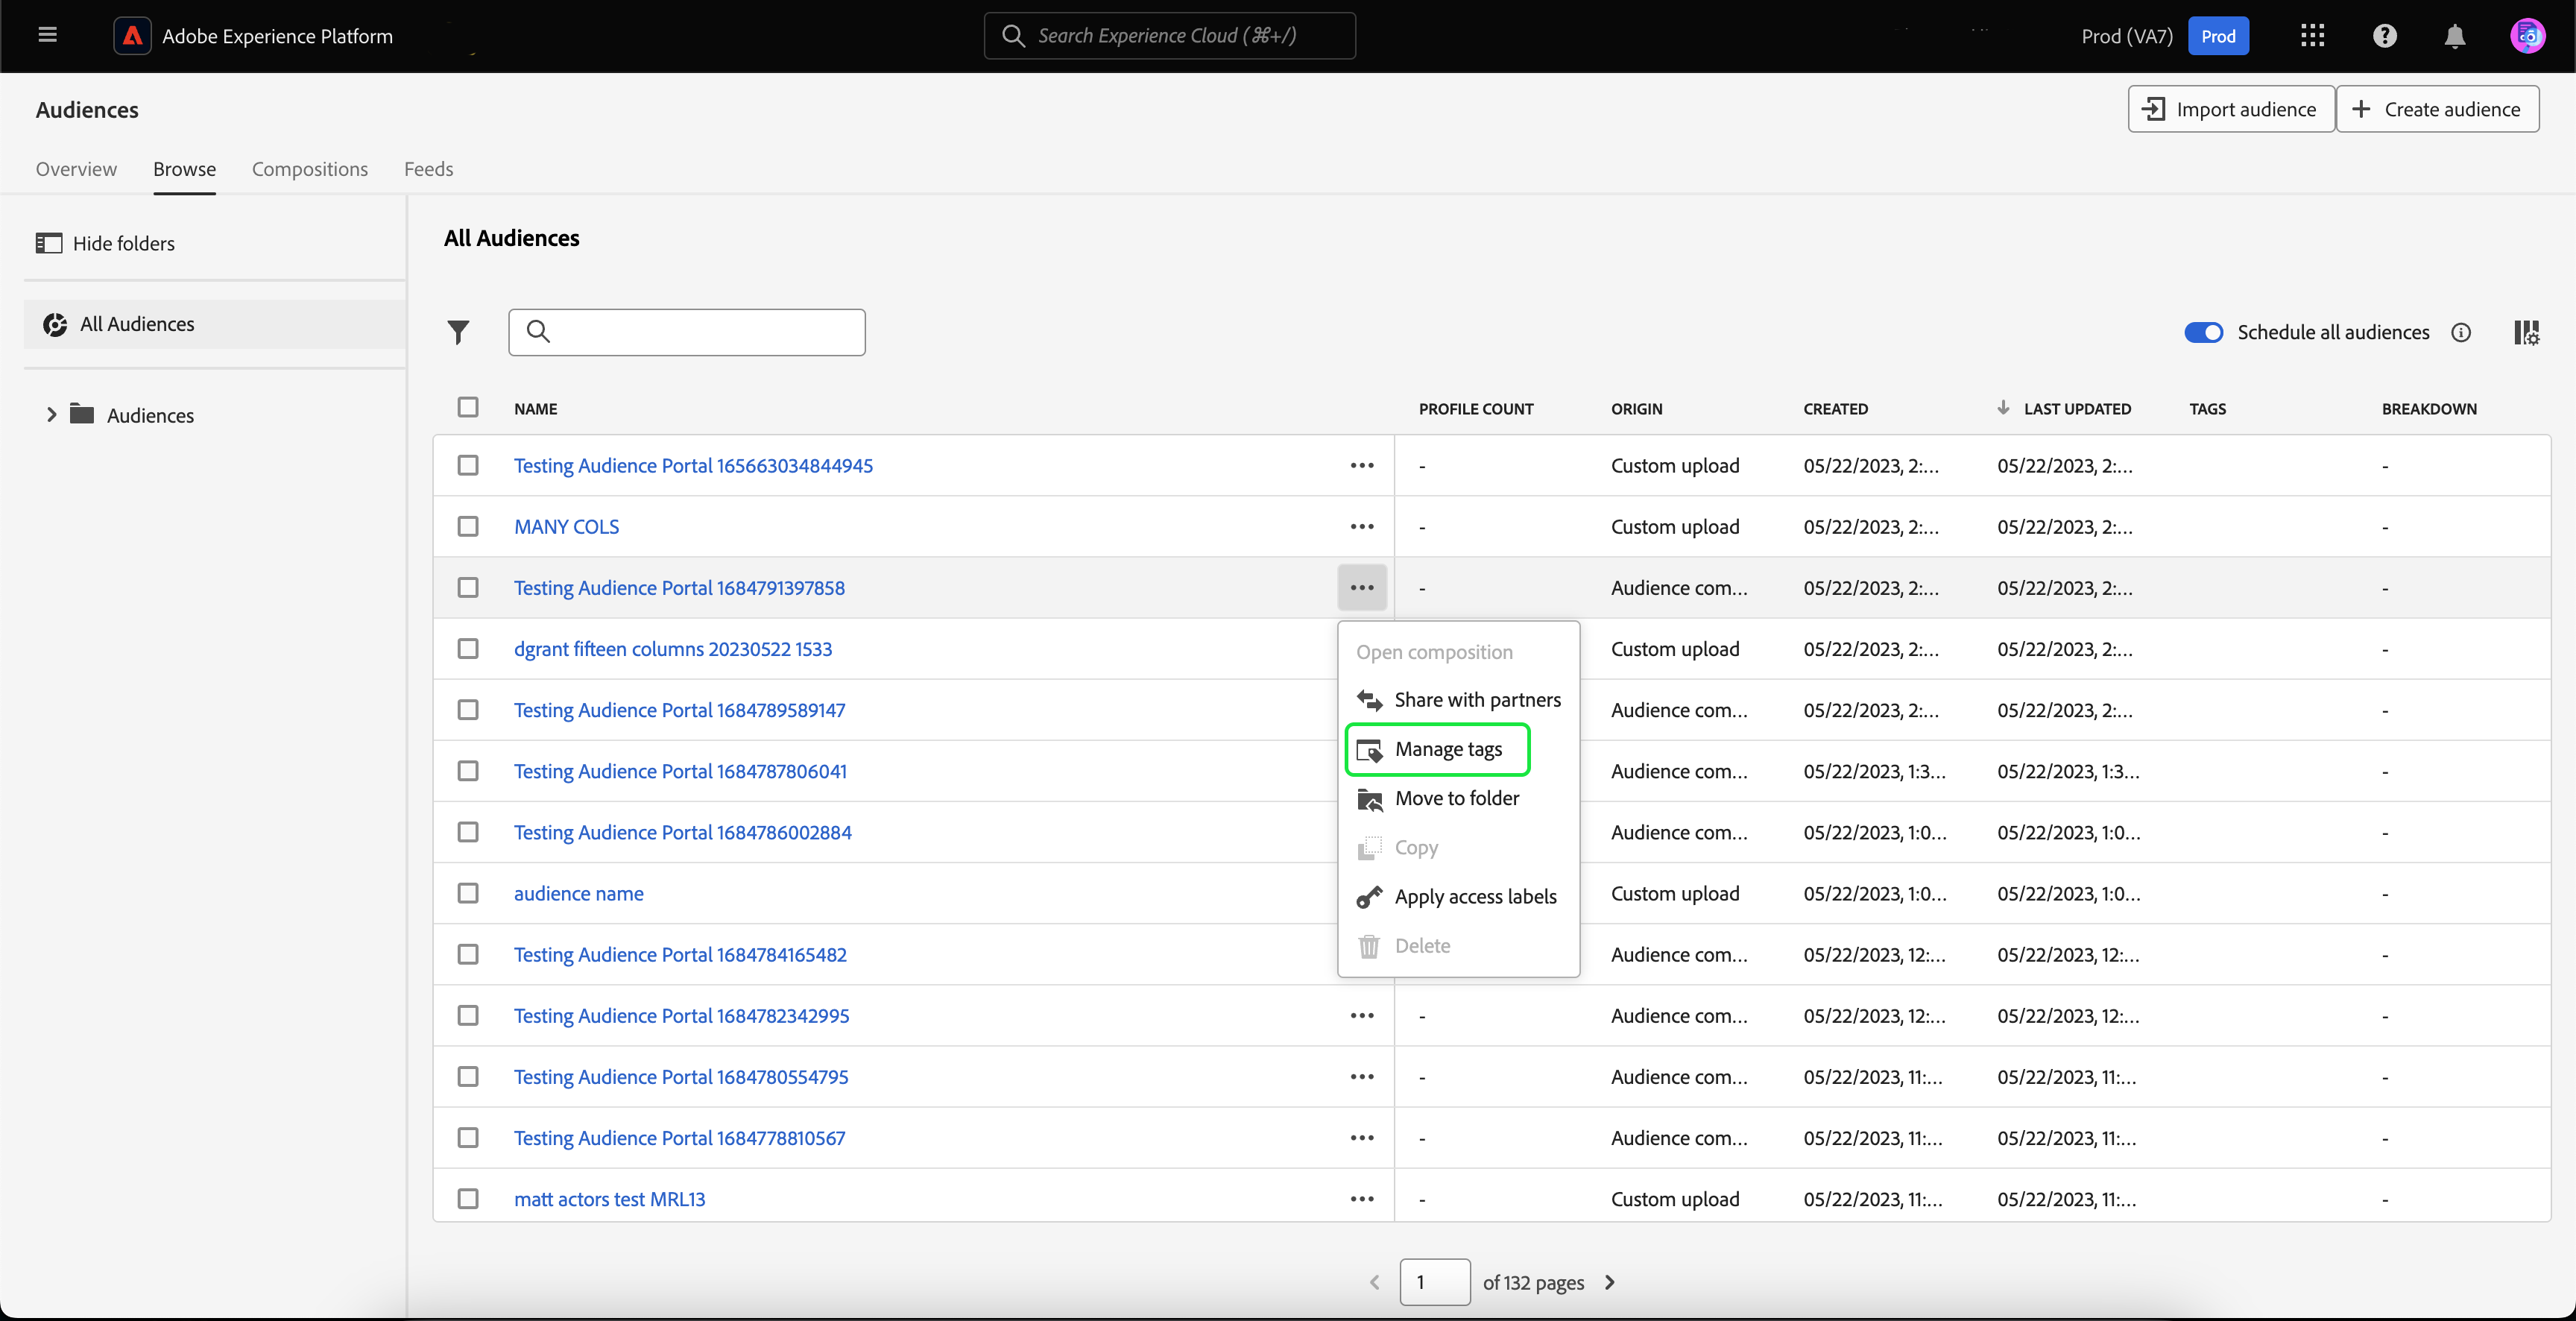 Adobe Experience Platform
Search Experience Cloud (⌘+/)
Prod (VA7) Prod
Audiences
Import audience
Create audience
Overview Browse Compositions Feeds
Hide folders
All Audiences
Audiences
All Audiences
Schedule all audiences
NAME PROFILE COUNT ORIGIN CREATED LAST UPDATED TAGS BREAKDOWN
Testing Audience Portal 165663034844945 - Custom upload 05/22/2023, 2:... 05/22/2023, 2:... -
MANY COLS - Custom upload 05/22/2023, 2:... 05/22/2023, 2:... -
Testing Audience Portal 1684791397858 - Audience com... 05/22/2023, 2:... 05/22/2023, 2:... -
dgrant fifteen columns 20230522 1533 Custom upload 05/22/2023, 2:... 05/22/2023, 2:... -
Testing Audience Portal 1684789589147 Audience com... 05/22/2023, 2:... 05/22/2023, 2:... -
Testing Audience Portal 1684787806041 Audience com... 05/22/2023, 1:3... 05/22/2023, 1:3... -
Testing Audience Portal 1684786002884 Audience com... 05/22/2023, 1:0... 05/22/2023, 1:0... -
audience name Custom upload 05/22/2023, 1:0... 05/22/2023, 1:0... -
Testing Audience Portal 1684784165482 Audience com... 05/22/2023, 12:... 05/22/2023, 12:... -
Testing Audience Portal 1684782342995 - Audience com... 05/22/2023, 12:... 05/22/2023, 12:... -
Testing Audience Portal 1684780554795 - Audience com... 05/22/2023, 11:... 05/22/2023, 11:... -
Testing Audience Portal 1684778810567 - Audience com... 05/22/2023, 11:... 05/22/2023, 11:... -
matt actors test MRL13 - Custom upload 05/22/2023, 11:... 05/22/2023, 11:... -
Open composition
Share with partners
Manage tags
Move to folder
Copy
Apply access labels
Delete
1 of 132 pages